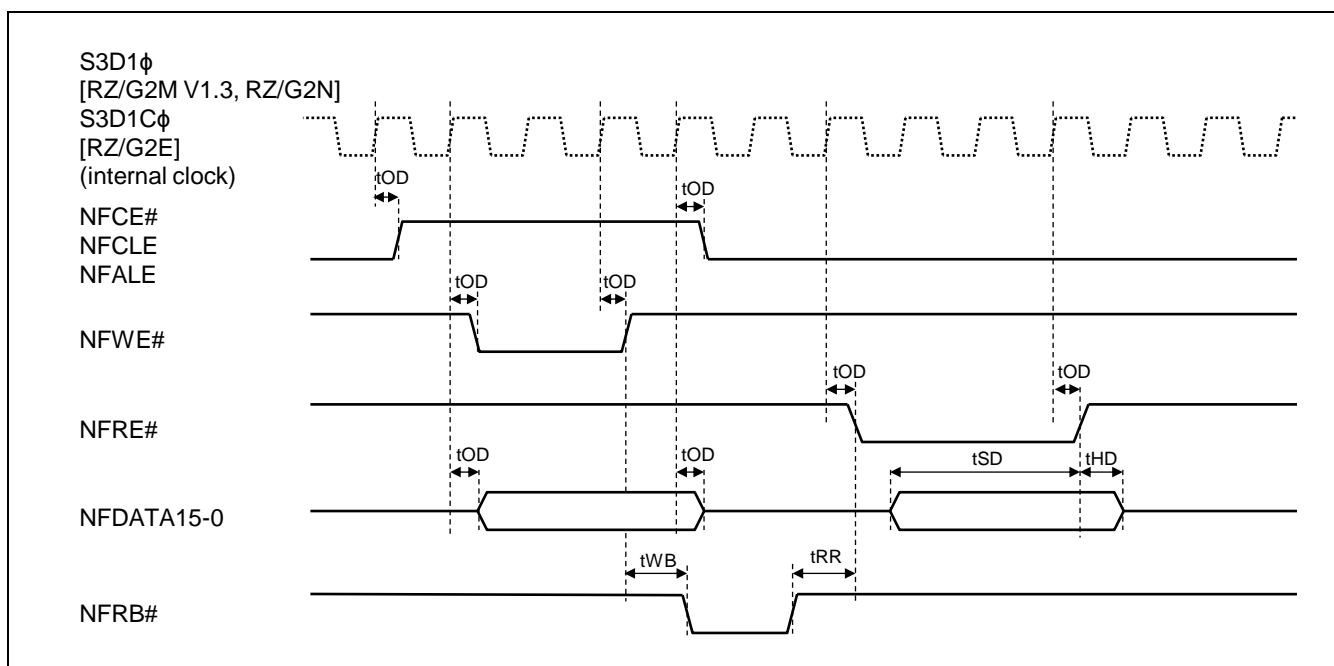 S3D1ϕ
[RZ/G2M V1.3, RZ/G2N]
S3D1Cϕ
[RZ/G2E]
(internal clock)
tOD
tOD
NFCE#
NFCLE
NFALE
tOD
tOD
NFWE#
tOD
tOD
NFRE#
tOD
tOD
tSD
tHD
NFDATA15-0
tWB
tRR
NFRB#